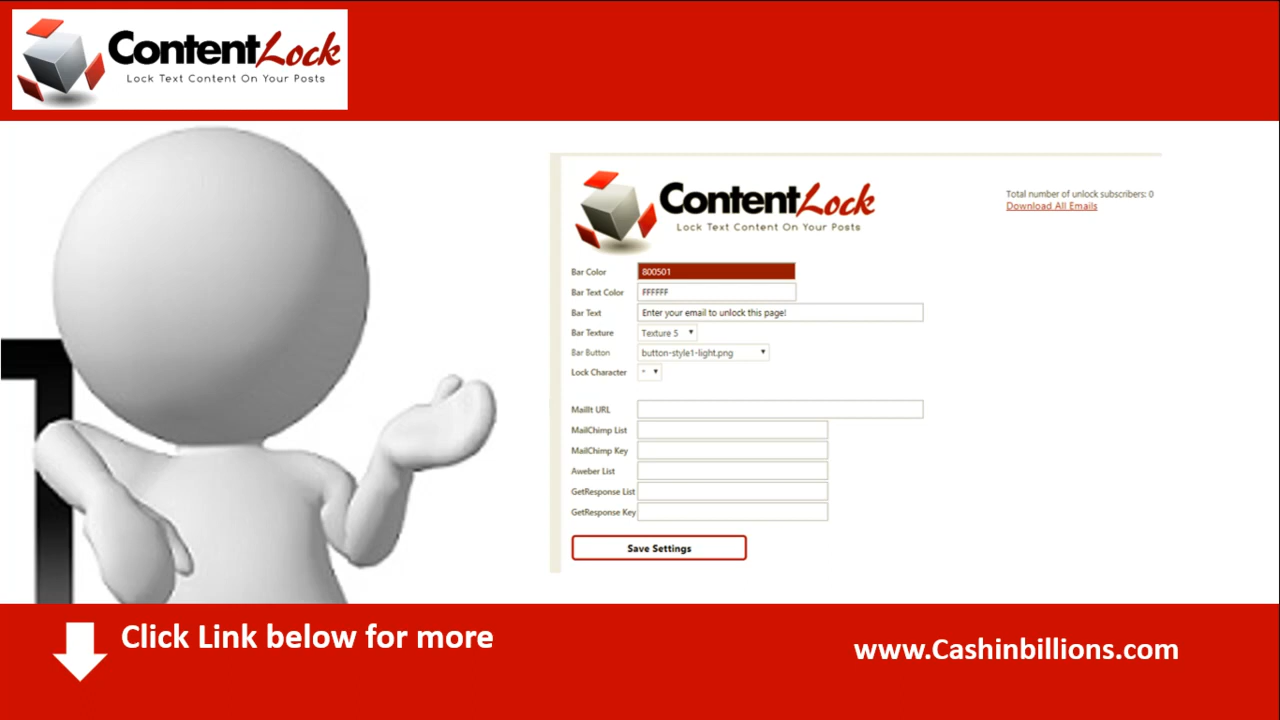 ContentLock
Lock Text Content On Your Posts
ContentLock
Lock Text Content On Your Posts
Total number of unlock subscribers: 0
Download All Emails
Bar Color 800501
Bar Text Color FFFFFF
Bar Text Enter your email to unlock this page!
Bar Texture Texture 5
Bar Button button-style1-light.png
Lock Character *
MailIt URL
MailChimp List
MailChimp Key
Aweber List
GetResponse List
GetResponse Key
Save Settings
Click Link below for more
www.Cashinbillions.com